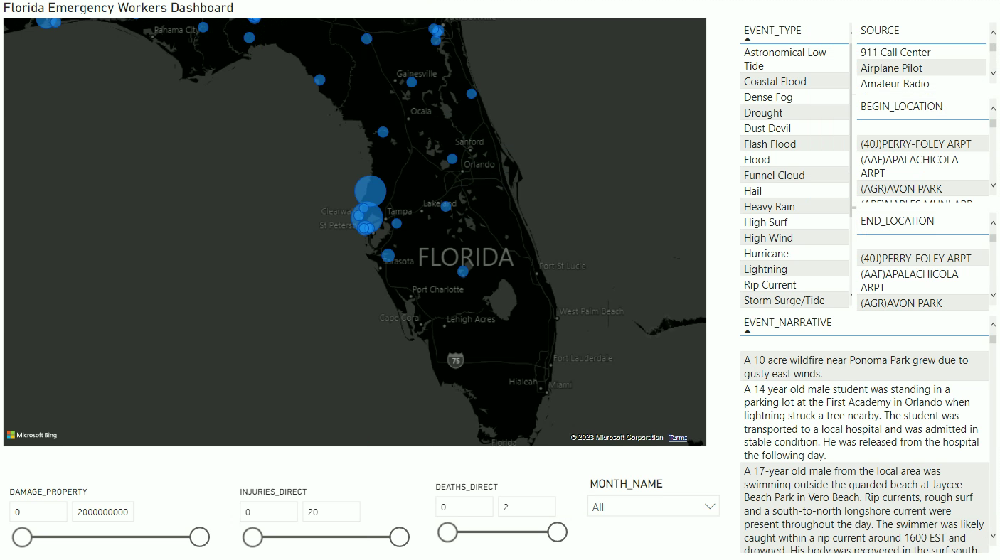 Florida Emergency Workers Dashboard
Panama City
Gainesville
Ocala
Sanford
Orlando
Lakeland
Tampa
FLORIDA
Sarasota
Port St Lucie
Port Charlotte
West Palm Beach
Cape Coral
Lehigh Acres
75
Fort Lauderdale
Hialeah
Miami
Florida
Microsoft Bing
© 2023 Microsoft Corporation Terms
EVENT_TYPE
Astronomical Low
Tide
Coastal Flood
Dense Fog
Drought
Dust Devil
Flash Flood
Flood
Funnel Cloud
Hail
Heavy Rain
High Surf
High Wind
Hurricane
Lightning
Rip Current
Storm Surge/Tide
SOURCE
911 Call Center
Airplane Pilot
Amateur Radio
BEGIN_LOCATION
(40J)PERRY-FOLEY ARPT
(AAF)APALACHICOLA
ARPT
(AGR)AVON PARK
END_LOCATION
(40J)PERRY-FOLEY ARPT
(AAF)APALACHICOLA
ARPT
(AGR)AVON PARK
EVENT_NARRATIVE
A 10 acre wildfire near Ponoma Park grew due to
gusty east winds.
A 14 year old male student was standing in a
parking lot at the First Academy in Orlando when
lightning struck a tree nearby. The student was
transported to a local hospital and was admitted in
stable condition. He was released from the hospital
the following day.
A 17-year old male from the local area was
swimming outside the guarded beach at Jaycee
Beach Park in Vero Beach. Rip currents, rough surf
and a south-to-north longshore current were
present throughout the day. The swimmer was likely
caught within a rip current around 1600 EST and
drowned. His body was recovered in the surf south
DAMAGE_PROPERTY
0 2000000000
INJURIES_DIRECT
0 20
DEATHS_DIRECT
0 2
MONTH_NAME
All